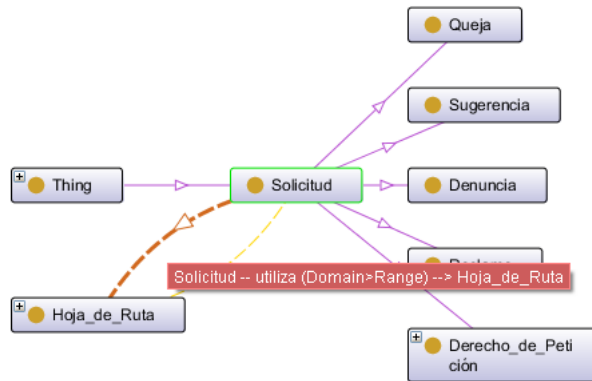 Queja
Sugerencia
Thing
Solicitud
Denuncia
Solicitud -- utiliza (Domain>Range) --> Hoja_de_Ruta
Hoja_de_Ruta
Derecho_de_Peti
ción